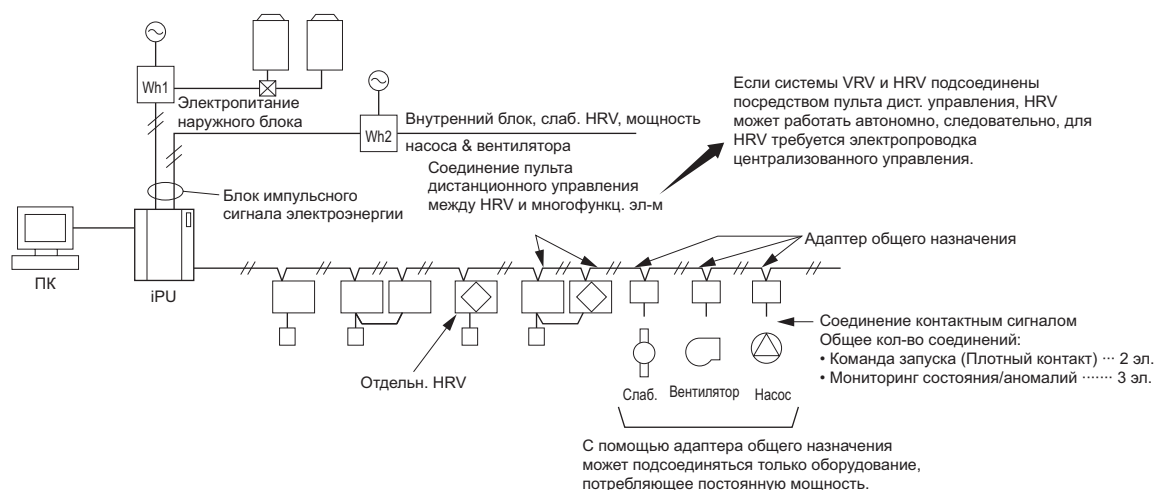 Wh1
Электропитание
наружного блока
Wh2
Внутренний блок, слаб. HRV, мощность
насоса & вентилятора
Если системы VRV и HRV подсоединены
посредством пульта дист. управления, HRV
может работать автономно, следовательно, для
HRV требуется электропроводка
централизованного управления.
Соединение пульта
дистанционного управления
между HRV и многофункц. эл-м
Блок импульсного
сигнала электроэнергии
ПК
iPU
Адаптер общего назначения
Отдельн. HRV
Соединение контактным сигналом
Общее кол-во соединений:
• Команда запуска (Плотный контакт) ··· 2 эл.
• Мониторинг состояния/аномалий ······· 3 эл.
Слаб.
Вентилятор
Насос
С помощью адаптера общего назначения
может подсоединяться только оборудование,
потребляющее постоянную мощность.